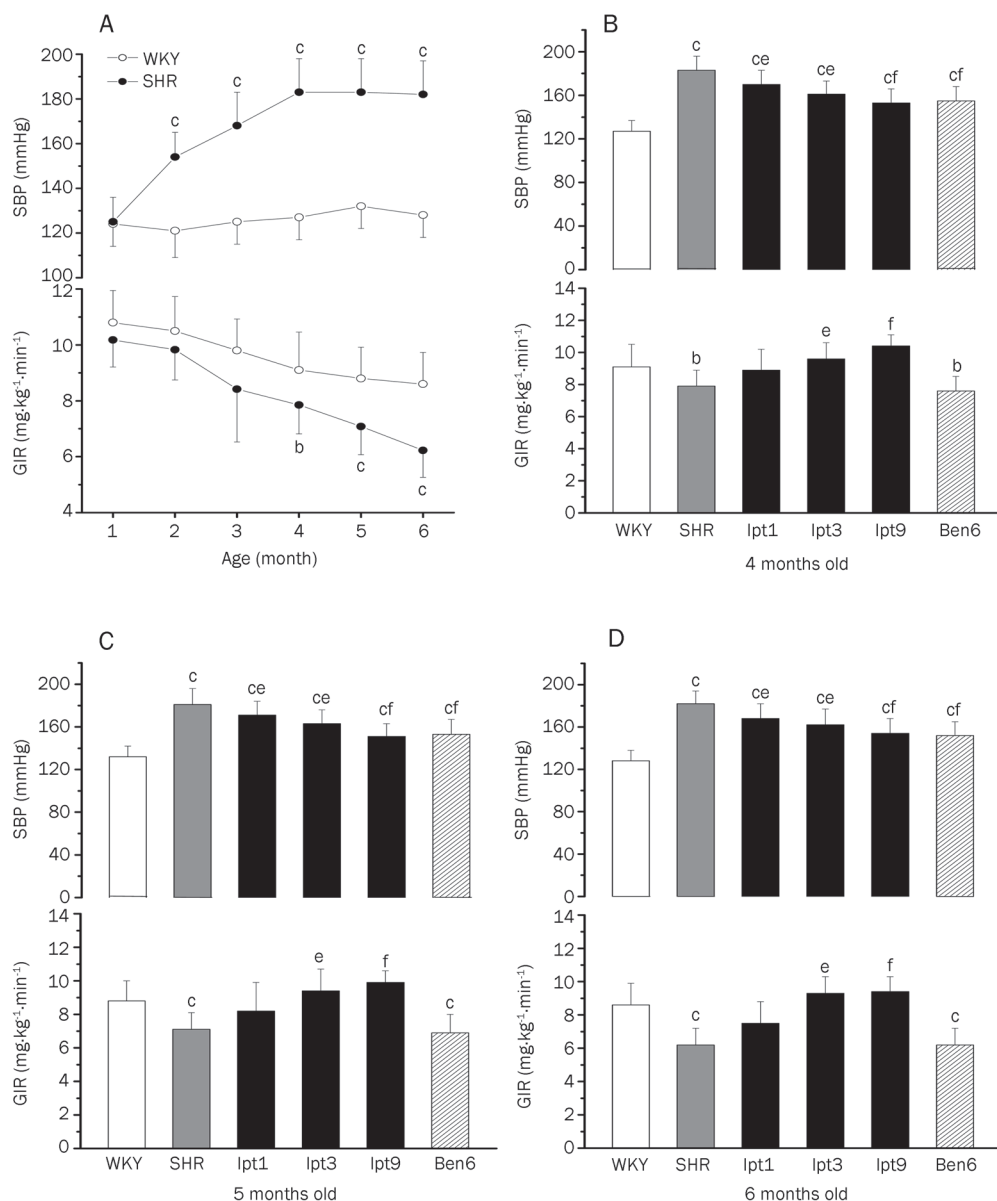 A
WKY
SHR
SBP (mmHg)
200
180
160
140
120
100
c
c
c
c
c
GIR (mg·kg⁻¹·min⁻¹)
12
10
8
6
4
b
c
c
1 2 3 4 5 6
Age (month)
B
SBP (mmHg)
200
160
120
80
40
0
c ce ce cf cf
GIR (mg·kg⁻¹·min⁻¹)
14
12
10
8
6
4
2
0
b e f b
WKY SHR Ipt1 Ipt3 Ipt9 Ben6
4 months old
C
SBP (mmHg)
200
160
120
80
40
0
c ce ce cf cf
GIR (mg·kg⁻¹·min⁻¹)
14
12
10
8
6
4
2
0
c e f c
WKY SHR Ipt1 Ipt3 Ipt9 Ben6
5 months old
D
SBP (mmHg)
200
160
120
80
40
0
c ce ce cf cf
GIR (mg·kg⁻¹·min⁻¹)
14
12
10
8
6
4
2
0
c e f c
WKY SHR Ipt1 Ipt3 Ipt9 Ben6
6 months old